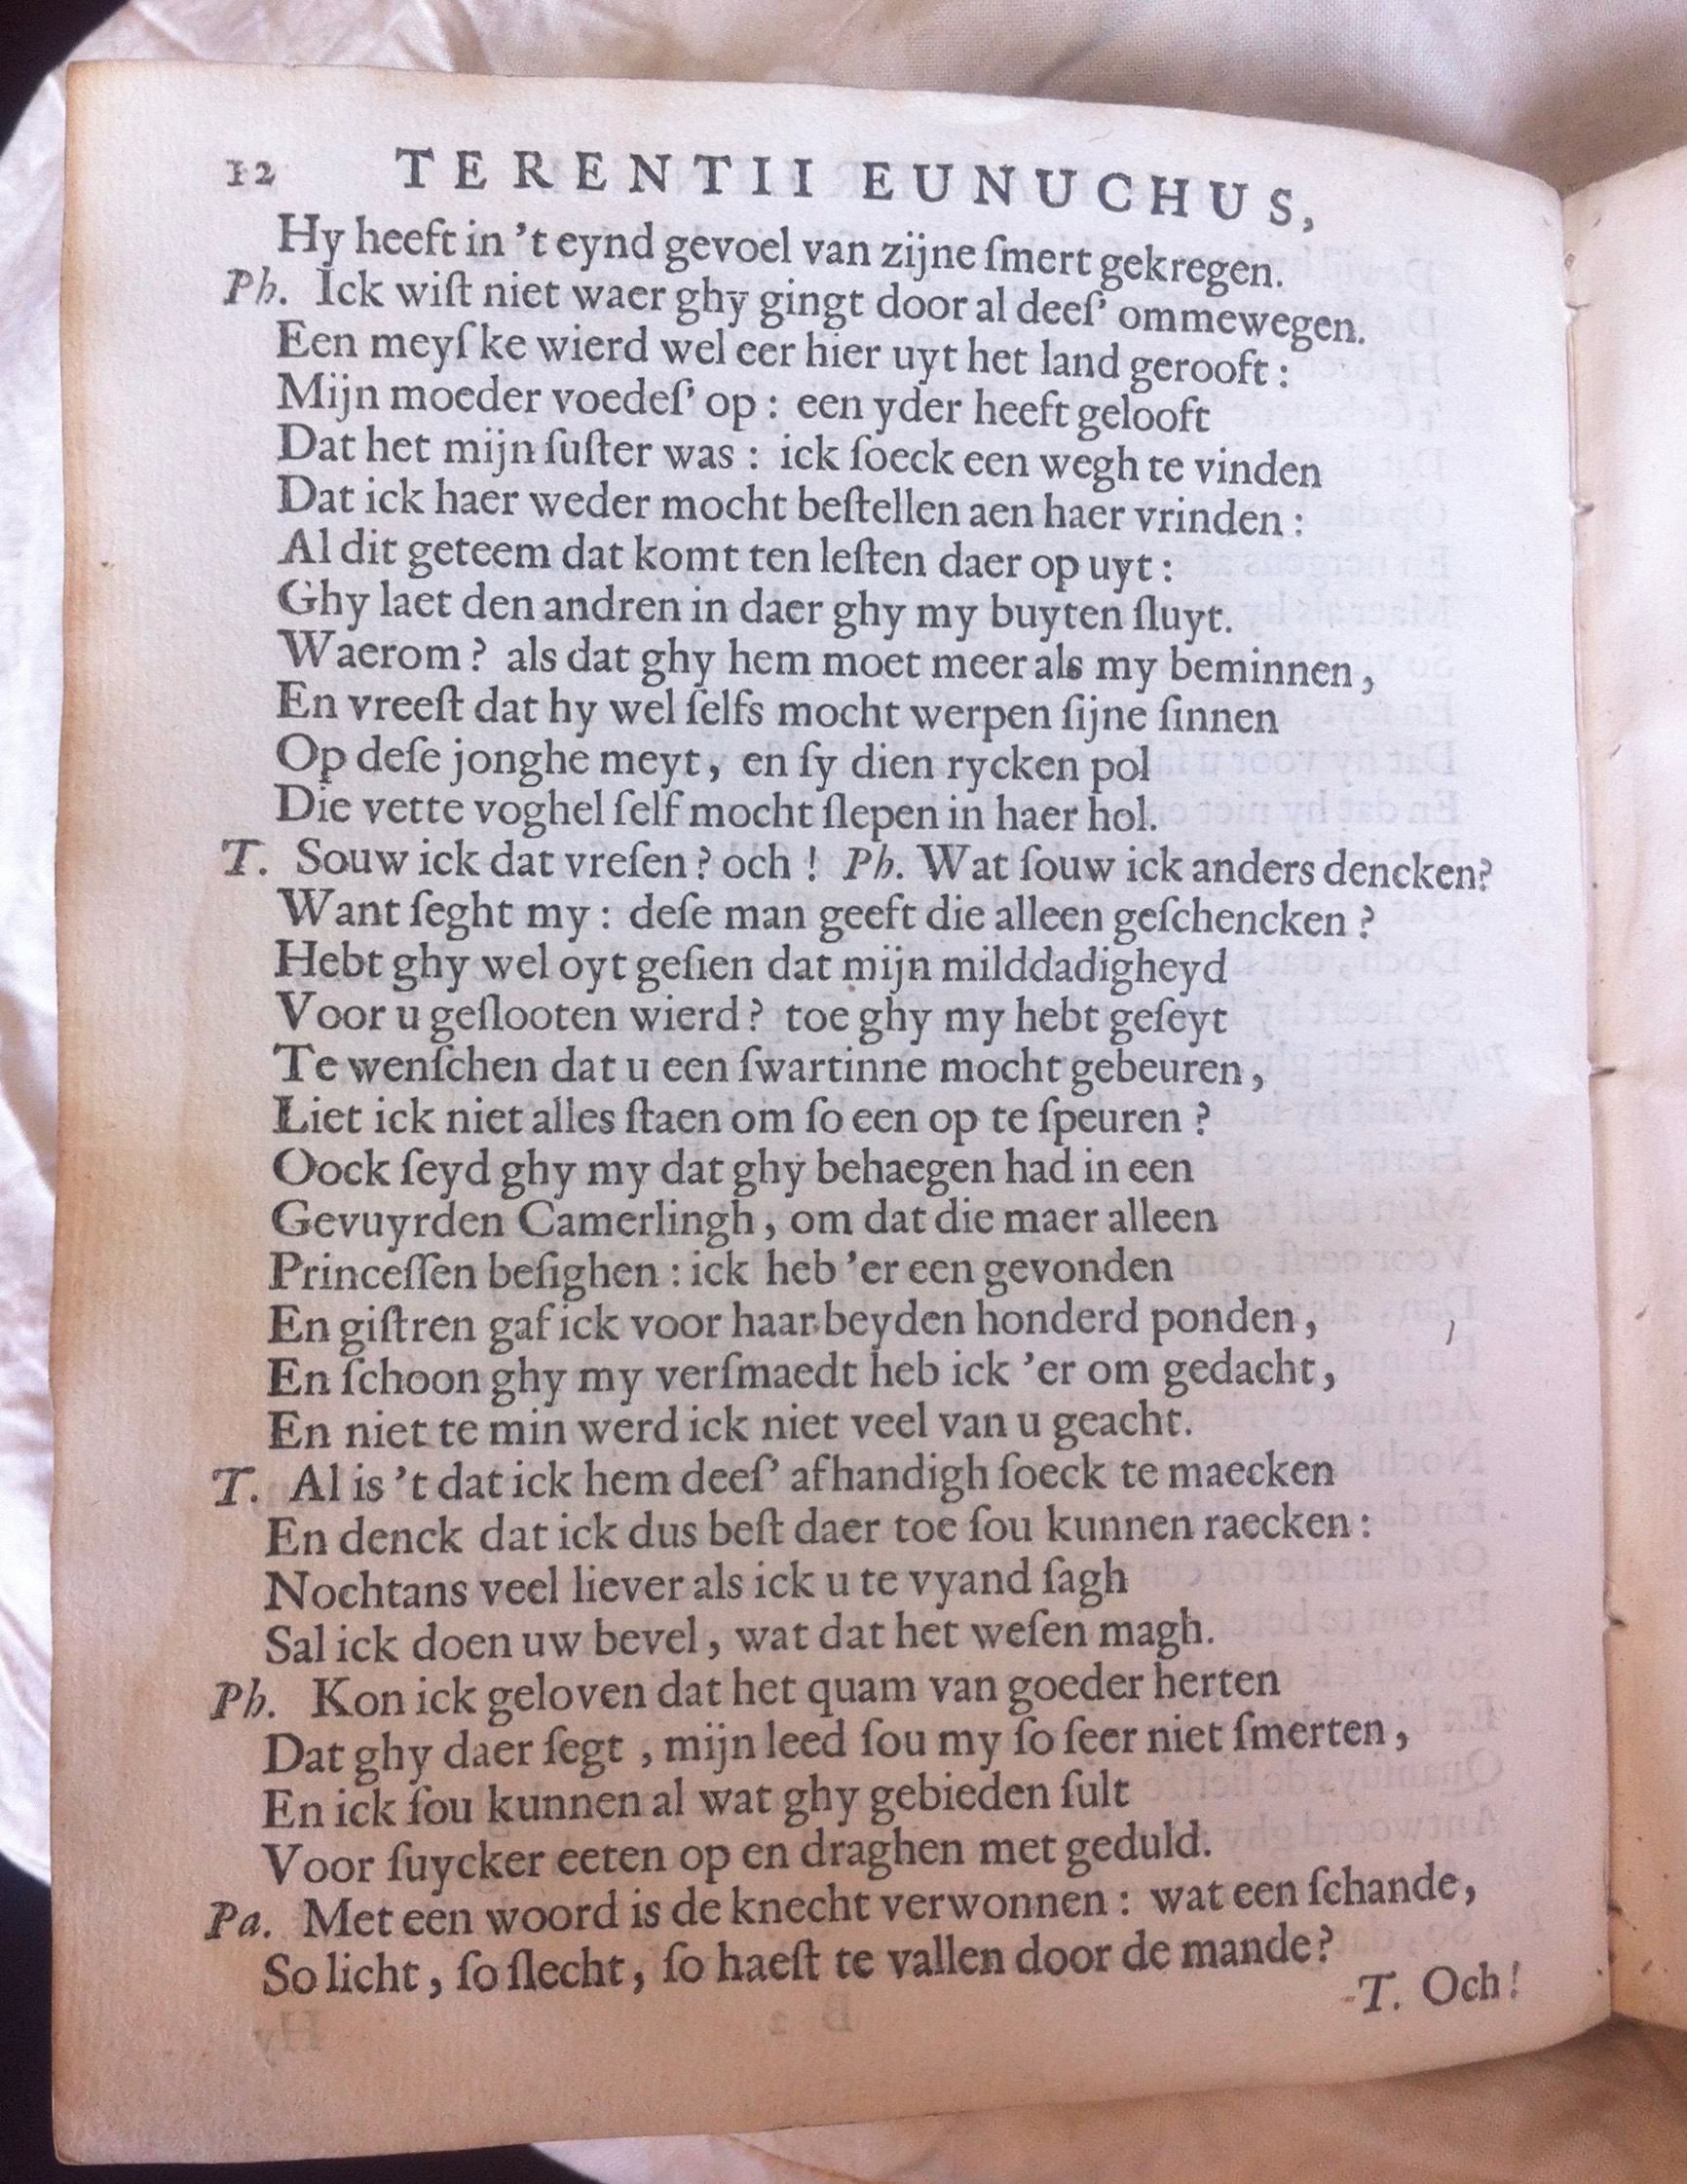 12 TERENTII EUNUCHUS,
Hy heeft in 't eynd gevoel van zijne ſmert gekregen.
Ph. Ick wiſt niet waer ghy gingt door al deeſ' ommewegen.
Een meyſke wierd wel eer hier uyt het land gerooft :
Mijn moeder voedeſ' op : een yder heeft gelooft
Dat het mijn ſuſter was : ick ſoeck een wegh te vinden
Dat ick haer weder mocht beſtellen aen haer vrinden :
Al dit geteem dat komt ten leſten daer op uyt :
Ghy laet den andren in daer ghy my buyten ſluyt.
Waerom ? als dat ghy hem moet meer als my beminnen,
En vreeſt dat hy wel ſelfs mocht werpen ſijne ſinnen
Op deſe jonghe meyt, en ſy dien rycken pol
Die vette voghel ſelf mocht ſlepen in haer hol.
T. Souw ick dat vreſen ? och ! Ph. Wat ſouw ick anders dencken?
Want ſeght my : deſe man geeft die alleen geſchencken ?
Hebt ghy wel oyt geſien dat mijn milddadigheyd
Voor u geſlooten wierd ? toe ghy my hebt geſeyt
Te wenſchen dat u een ſwartinne mocht gebeuren,
Liet ick niet alles ſtaen om ſo een op te ſpeuren ?
Oock ſeyd ghy my dat ghy behaegen had in een
Gevuyrden Camerlingh, om dat die maer alleen
Princeſſen beſighen : ick heb 'er een gevonden
En giſtren gaf ick voor haar beyden honderd ponden,
En ſchoon ghy my verſmaedt heb ick 'er om gedacht,
En niet te min werd ick niet veel van u geacht.
T. Al is 't dat ick hem deeſ' afhandigh ſoeck te maecken
En denck dat ick dus beſt daer toe ſou kunnen raecken :
Nochtans veel liever als ick u te vyand ſagh
Sal ick doen uw bevel, wat dat het weſen magh.
Ph. Kon ick geloven dat het quam van goeder herten
Dat ghy daer ſegt , mijn leed ſou my ſo ſeer niet ſmerten,
En ick ſou kunnen al wat ghy gebieden ſult
Voor ſuycker eeten op en draghen met geduld.
Pa. Met een woord is de knecht verwonnen : wat een ſchande,
So licht, ſo ſlecht, ſo haeſt te vallen door de mande?
T. Och!